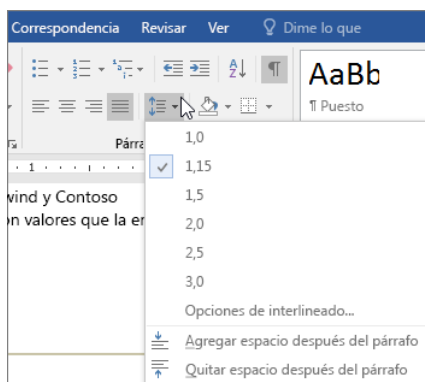 Correspondencia Revisar Ver Dime lo que
AaBb
¶ Puesto
Párra
1
1,0
1,15
1,5
2,0
2,5
3,0
Opciones de interlineado...
Agregar espacio después del párrafo
Quitar espacio después del párrafo
wind y Contoso
on valores que la er